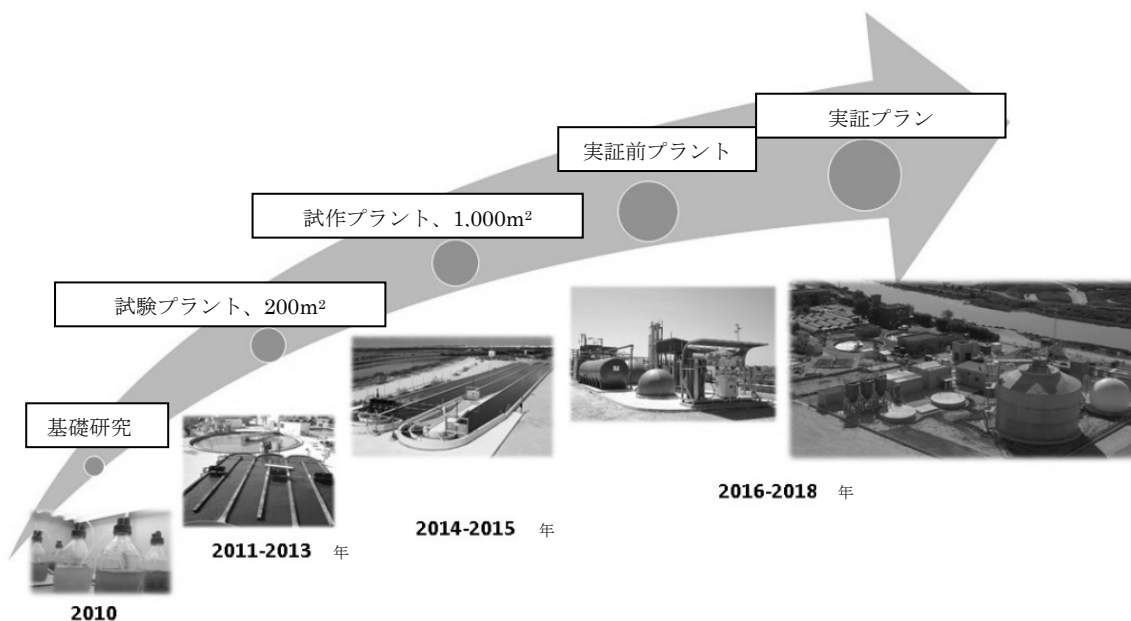 実証プラン
実証前プラント
試作プラント、1,000m²
試験プラント、200m²
基礎研究
2010
2011-2013 年
2014-2015 年
2016-2018 年